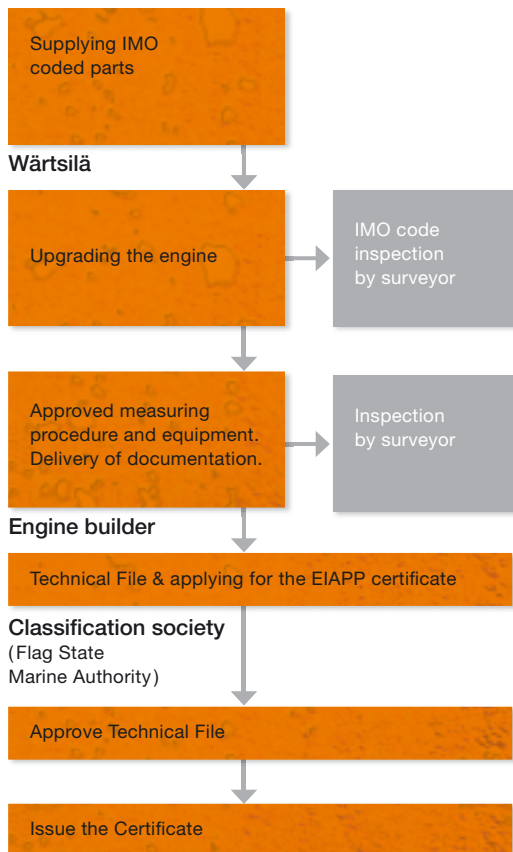 Supplying IMO
coded parts
Wärtsilä
Upgrading the engine
IMO code
inspection
by surveyor
Approved measuring
procedure and equipment.
Delivery of documentation.
Inspection
by surveyor
Engine builder
Technical File & applying for the EIAPP certificate
Classification society
(Flag State
Marine Authority)
Approve Technical File
Issue the Certificate